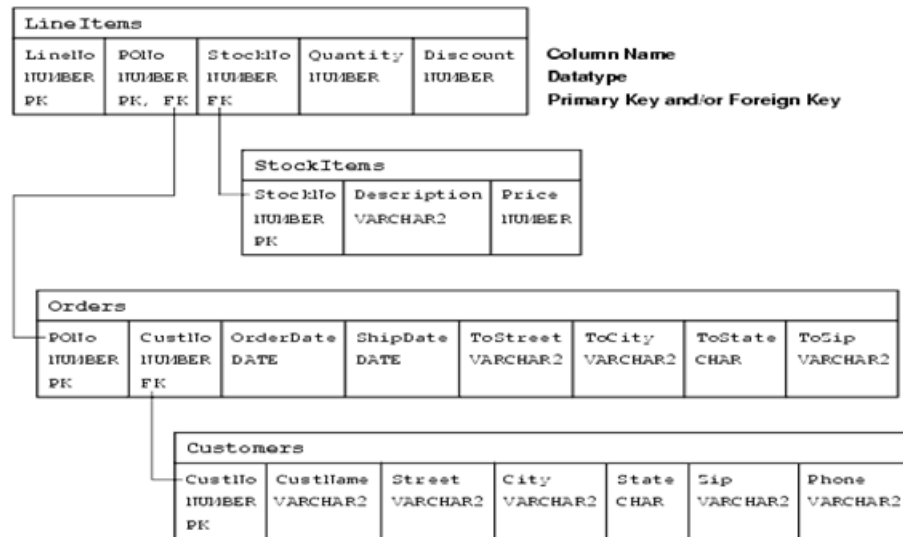 LineItems
LineNo PONo StockNo Quantity Discount Column Name
NUMBER NUMBER NUMBER NUMBER NUMBER Datatype
PK PK, FK FK Primary Key and/or Foreign Key
StockItems
StockNo Description Price
NUMBER VARCHAR2 NUMBER
PK
Orders
PONo CustNo OrderDate ShipDate ToStreet ToCity ToState ToZip
NUMBER NUMBER DATE DATE VARCHAR2 VARCHAR2 CHAR VARCHAR2
PK FK
Customers
CustNo CustName Street City State Zip Phone
NUMBER VARCHAR2 VARCHAR2 VARCHAR2 CHAR VARCHAR2 VARCHAR2
PK